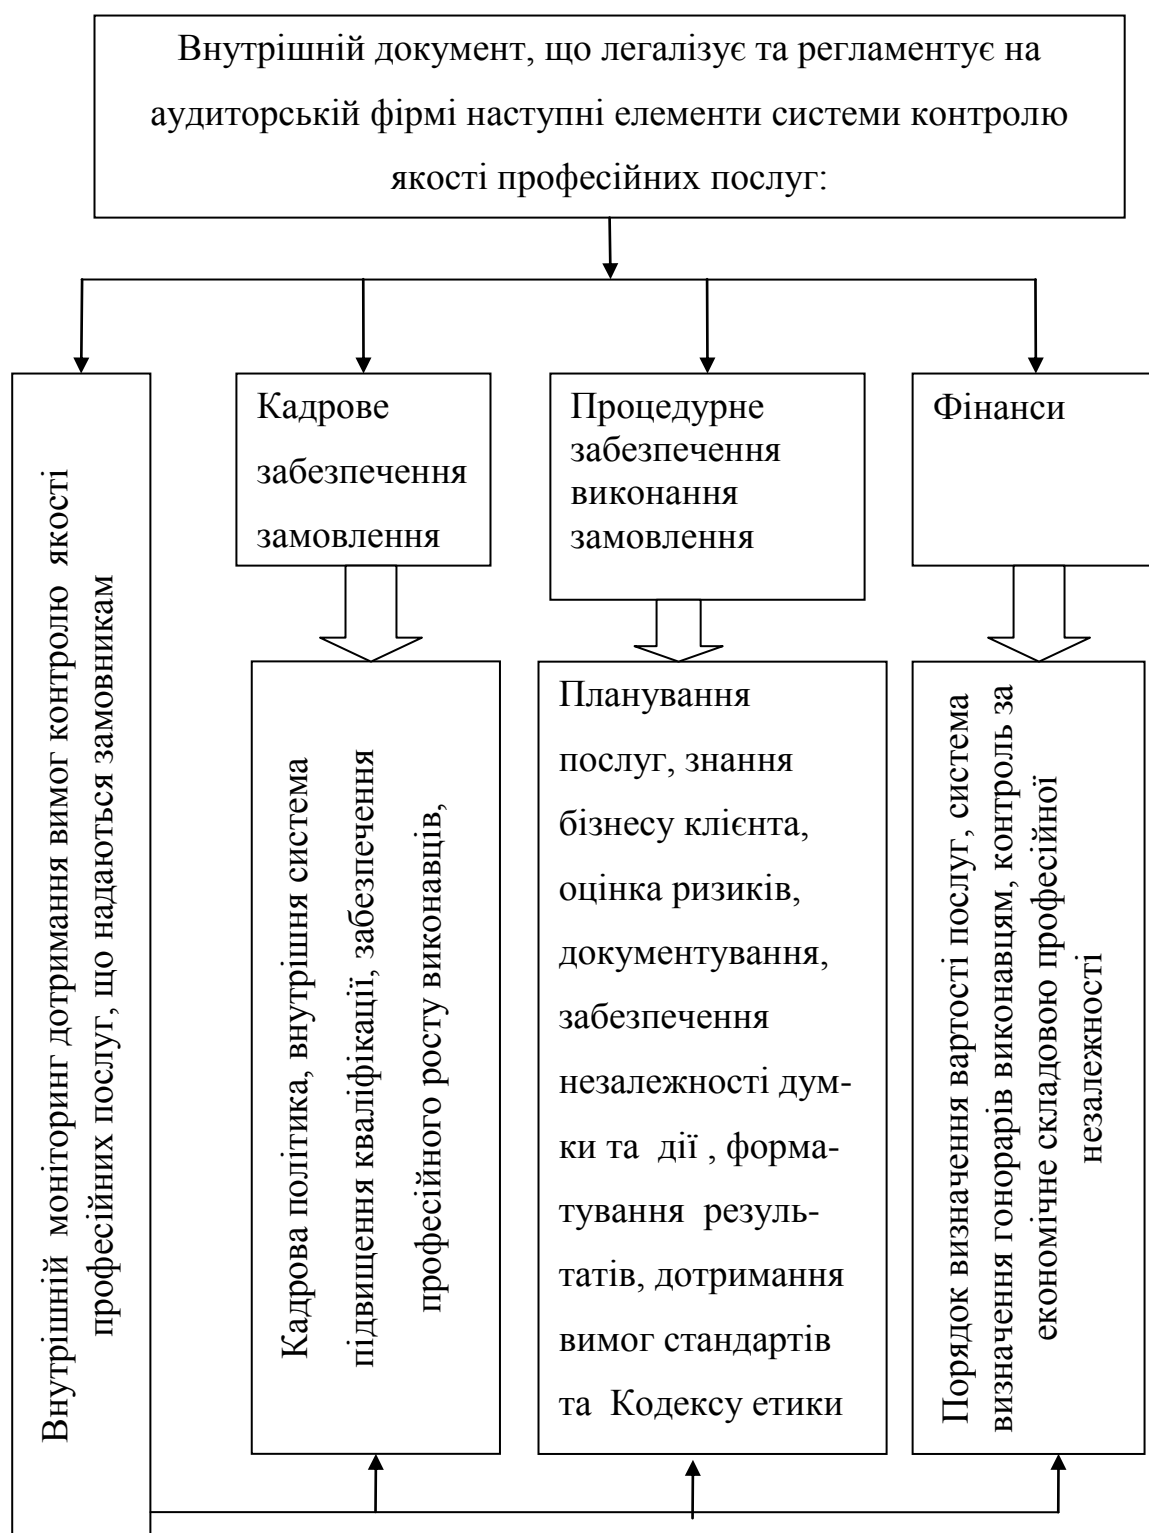 Внутрішній документ, що легалізує та регламентує на
аудиторській фірмі наступні елементи системи контролю
якості професійних послуг:
Внутрішній моніторинг дотримання вимог контролю якості
професійних послуг, що надаються замовникам
Кадрове
забезпечення
замовлення
Процедурне
забезпечення
виконання
замовлення
Фінанси
Кадрова політика, внутрішня система
підвищення кваліфікації, забезпечення
професійного росту виконавців,
Планування
послуг, знання
бізнесу клієнта,
оцінка ризиків,
документування,
забезпечення
незалежності дум-
ки та дії , форма-
тування резуль-
татів, дотримання
вимог стандартів
та Кодексу етики
Порядок визначення вартості послуг, система
визначення гонорарів виконавцям, контроль за
економічне складовою професійної
незалежності